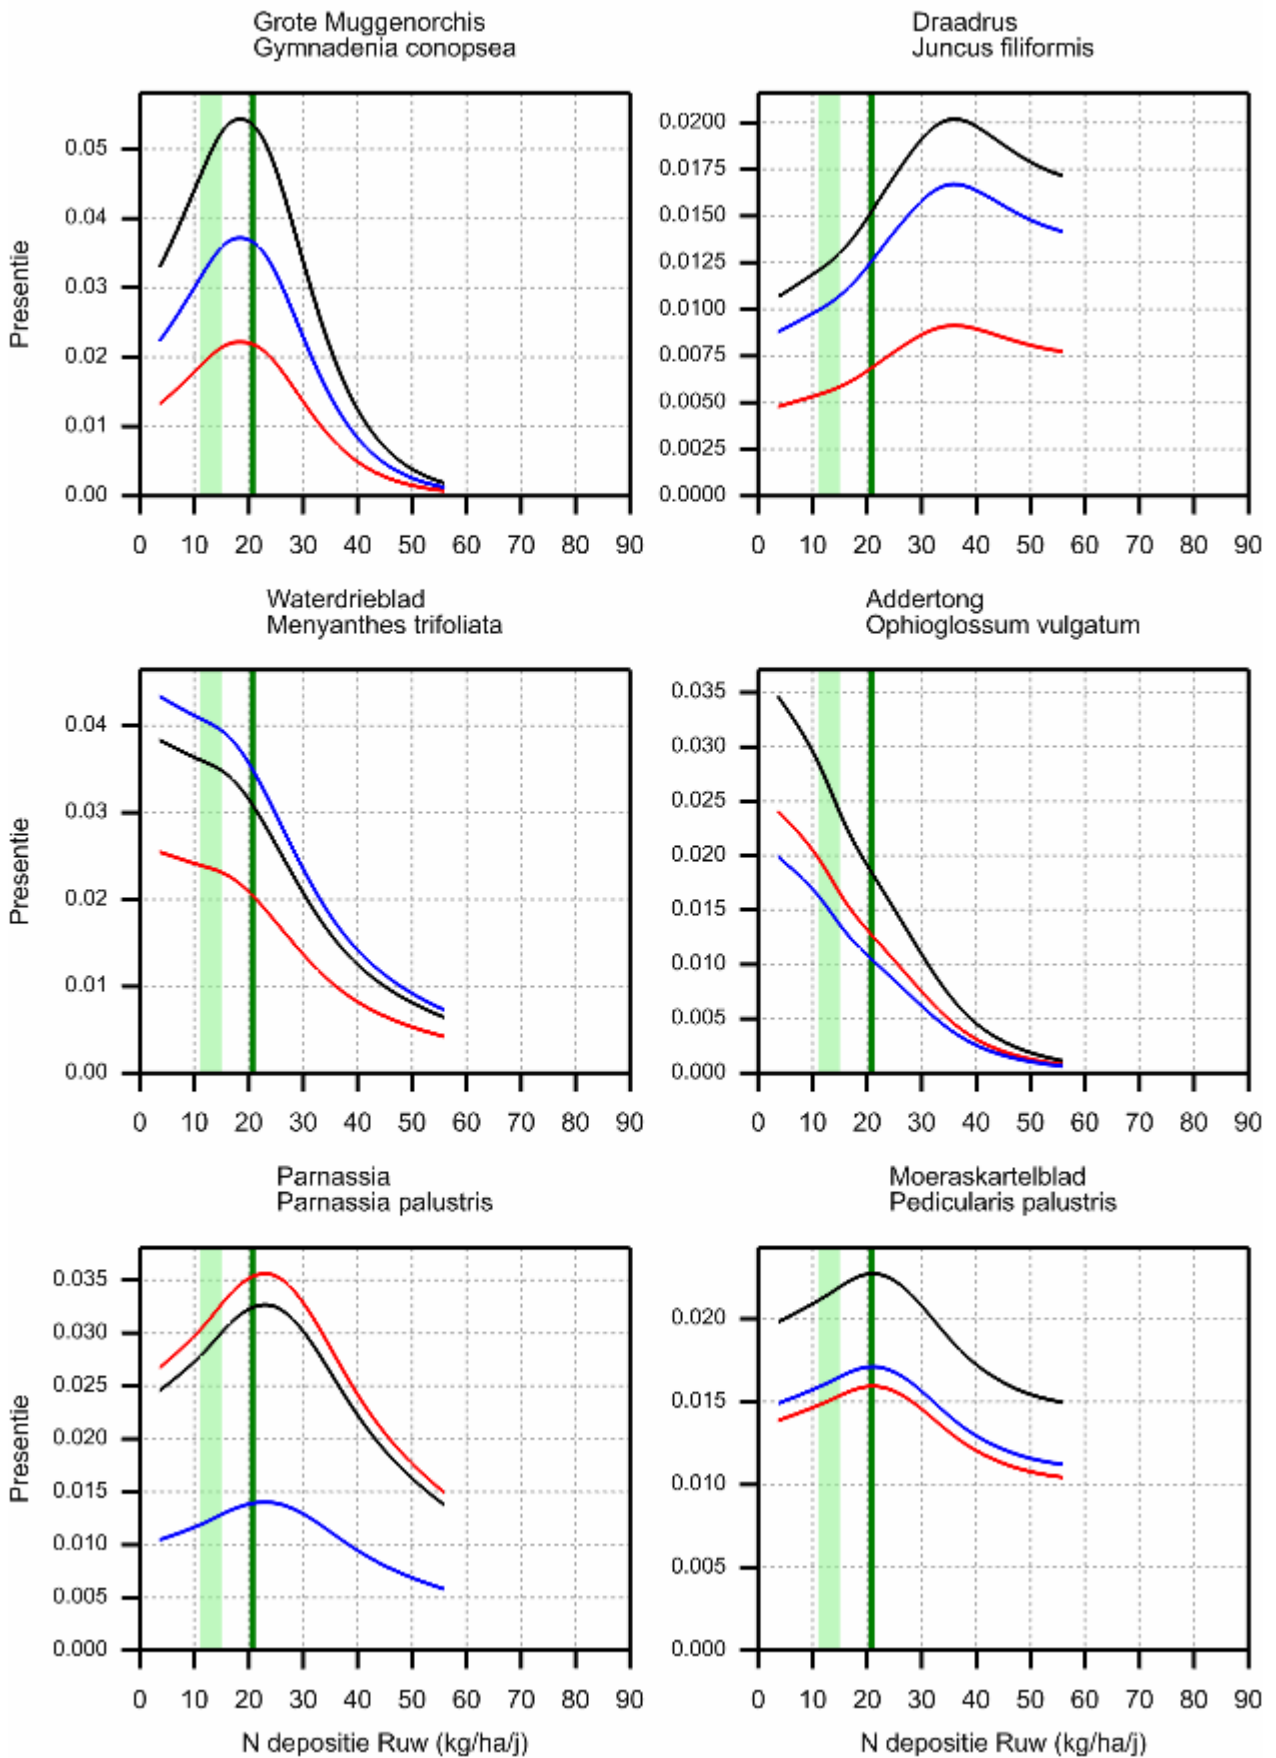 Grote Muggenorchis
Gymnadenia conopsea
Draadrus
Juncus filiformis
Presentie
0.05
0.04
0.03
0.02
0.01
0.00
0 10 20 30 40 50 60 70 80 90
0.0200
0.0175
0.0150
0.0125
0.0100
0.0075
0.0050
0.0025
0.0000
0 10 20 30 40 50 60 70 80 90
Waterdrieblad
Menyanthes trifoliata
Addertong
Ophioglossum vulgatum
Presentie
0.04
0.03
0.02
0.01
0.00
0 10 20 30 40 50 60 70 80 90
0.035
0.030
0.025
0.020
0.015
0.010
0.005
0.000
0 10 20 30 40 50 60 70 80 90
Parnassia
Parnassia palustris
Moeraskartelblad
Pedicularis palustris
Presentie
0.035
0.030
0.025
0.020
0.015
0.010
0.005
0.000
0 10 20 30 40 50 60 70 80 90
N depositie Ruw (kg/ha/j)
0.020
0.015
0.010
0.005
0.000
0 10 20 30 40 50 60 70 80 90
N depositie Ruw (kg/ha/j)